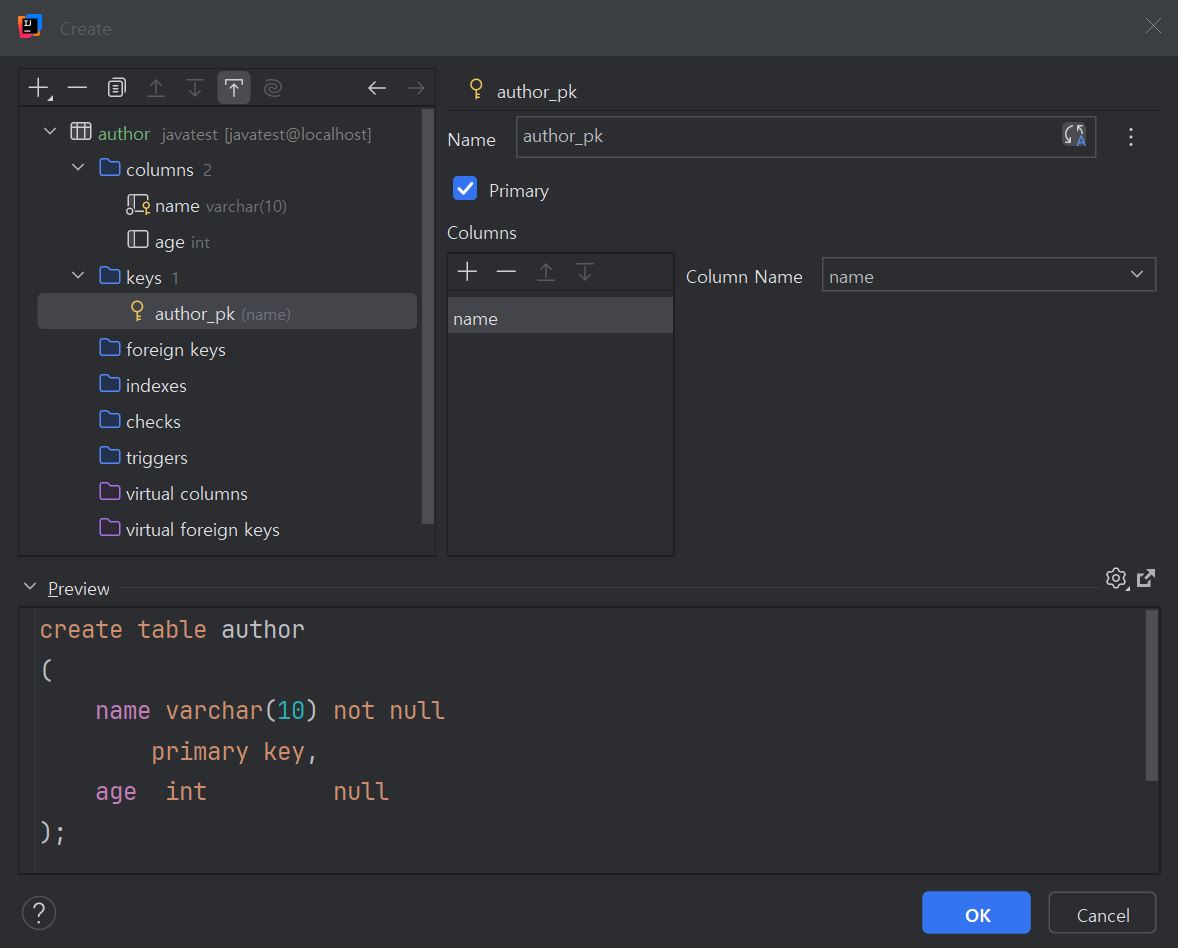 Create
author javatest [javatest@localhost]
columns 2
name varchar(10)
age int
keys 1
author_pk (name)
foreign keys
indexes
checks
triggers
virtual columns
virtual foreign keys
author_pk
Name author_pk
Primary
Columns
name
Column Name name
Preview
create table author
(
    name varchar(10) not null
        primary key,
    age  int         null
);
? OK Cancel